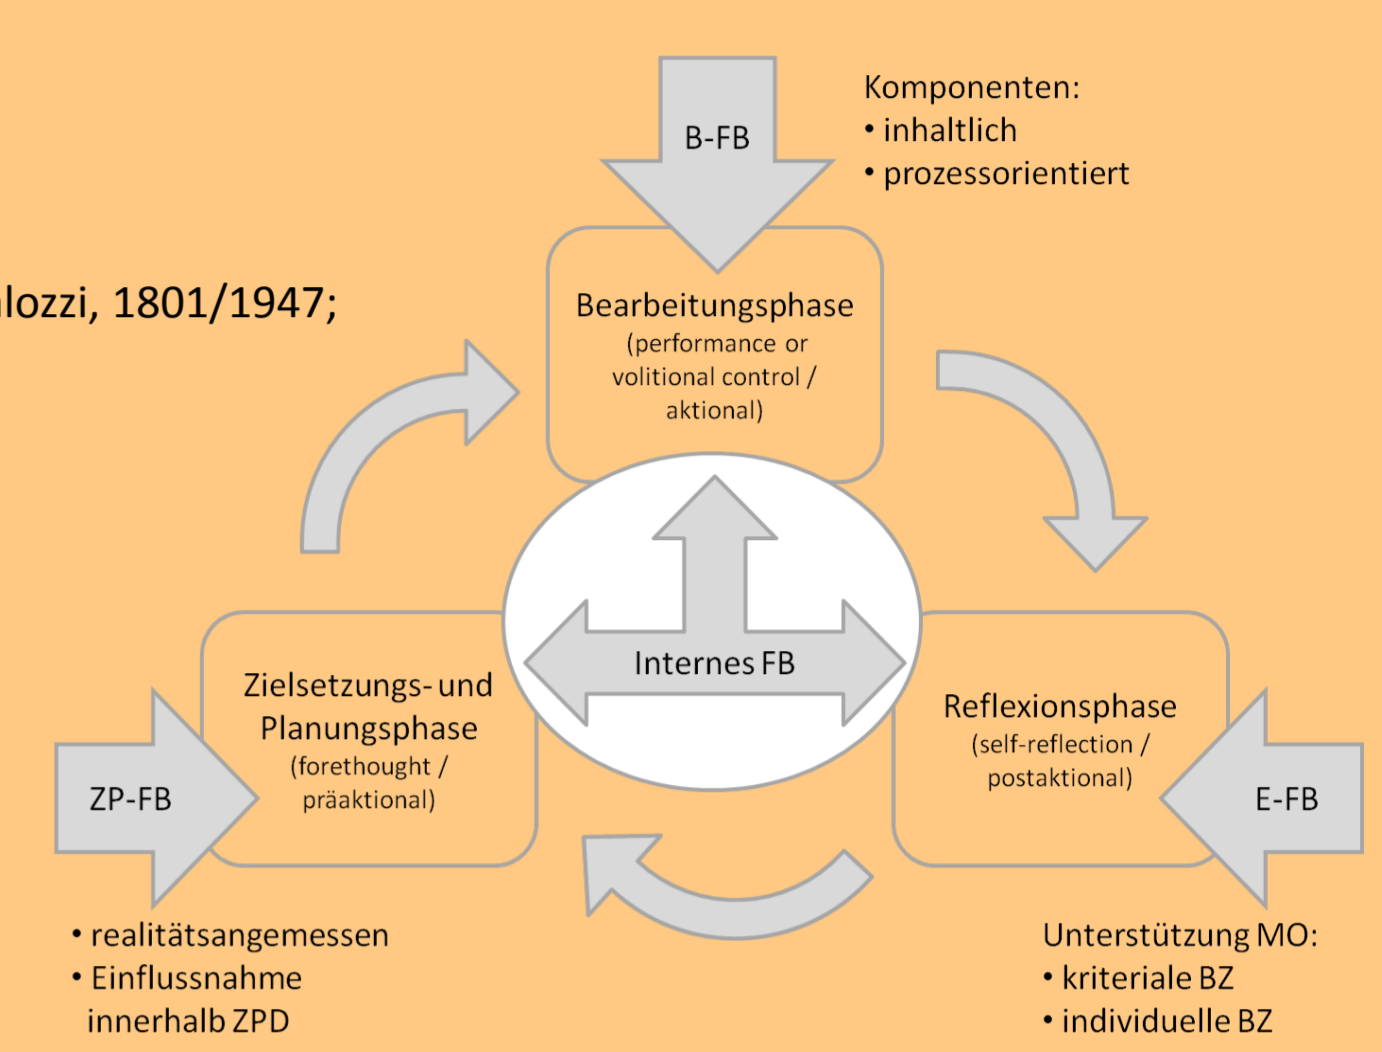 B-FB
Komponenten:
• inhaltlich
• prozessorientiert
lozzi, 1801/1947;
Bearbeitungsphase
(performance or
volitional control /
aktional)
Internes FB
Zielsetzungs- und
Planungsphase
(forethought /
präaktional)
ZP-FB
Reflexionsphase
(self-reflection /
postaktional)
E-FB
• realitätsangemessen
• Einflussnahme
innerhalb ZPD
Unterstützung MO:
• kriteriale BZ
• individuelle BZ